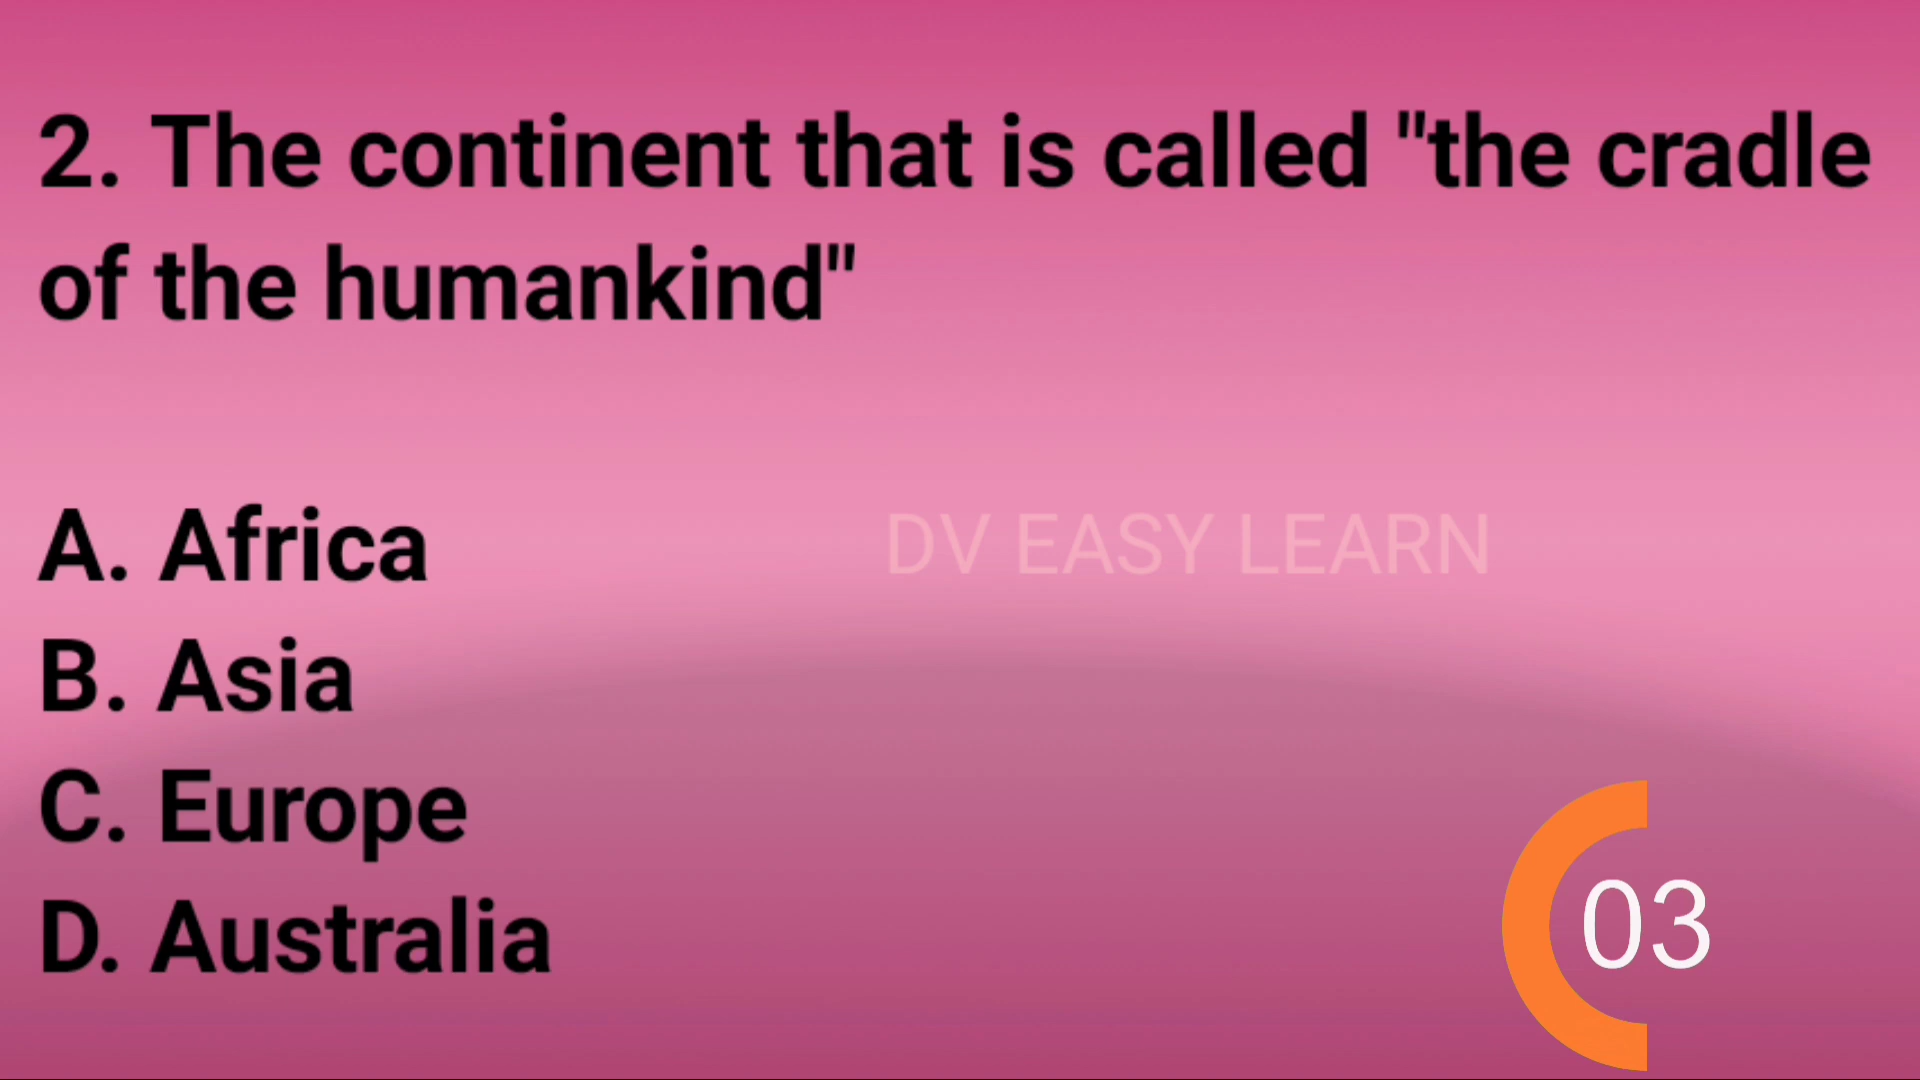 2. The continent that is called "the cradle
of the humankind"
A. Africa
DV EASY LEARN
B. Asia
C. Europe
D. Australia
03